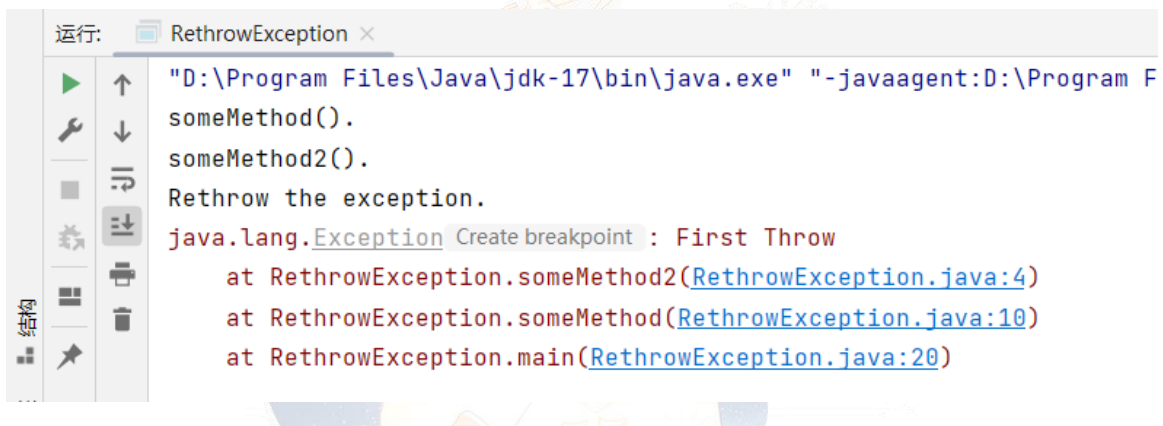 运行: RethrowException
"D:\Program Files\Java\jdk-17\bin\java.exe" "-javaagent:D:\Program F
someMethod().
someMethod2().
Rethrow the exception.
java.lang.Exception Create breakpoint : First Throw
at RethrowException.someMethod2(RethrowException.java:4)
at RethrowException.someMethod(RethrowException.java:10)
at RethrowException.main(RethrowException.java:20)
结构